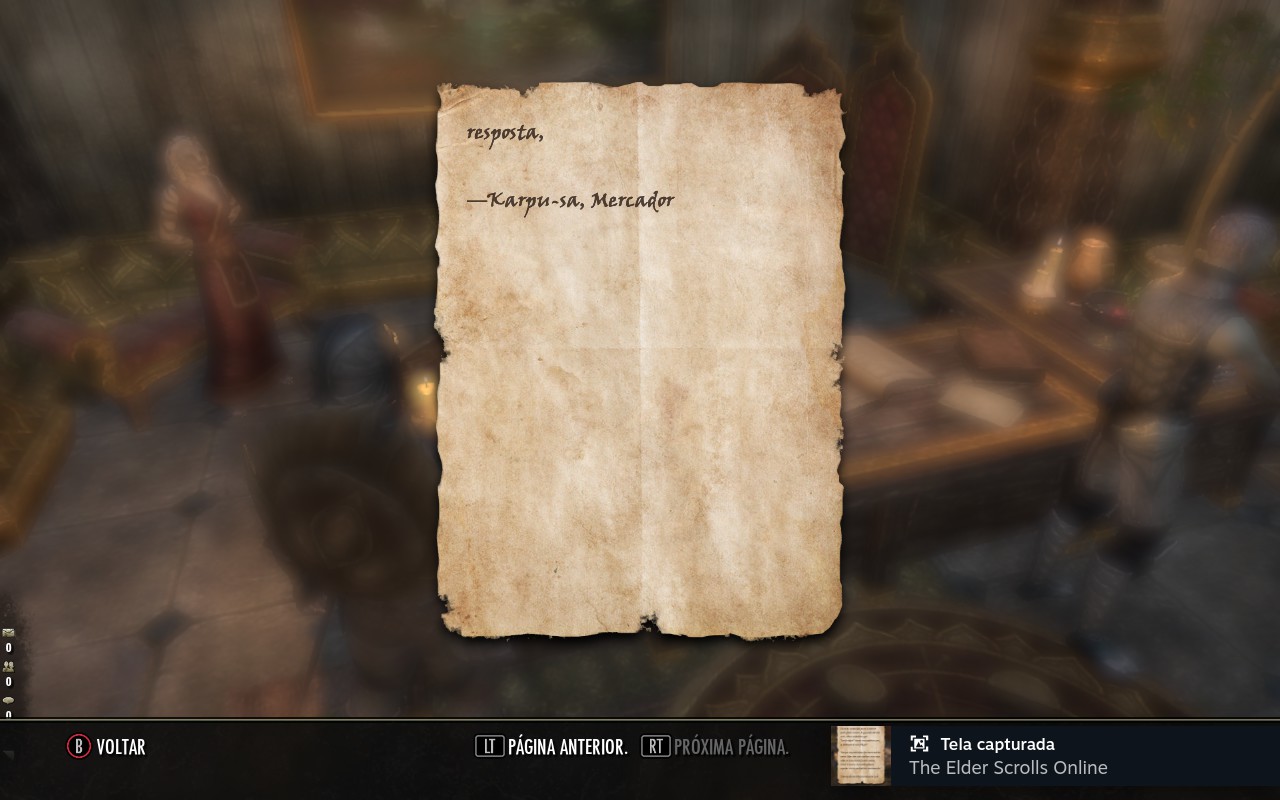 resposta,
—Karpu-sa, Mercador
0
0
0
B VOLTAR
LT PÁGINA ANTERIOR. RT PRÓXIMA PÁGINA.
Tela capturada
The Elder Scrolls Online